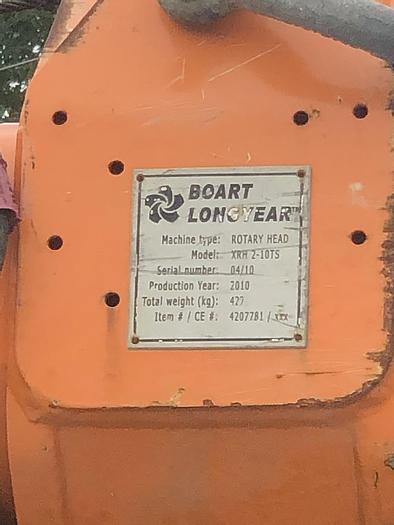 BOART
LONGYEAR™
Machine type: ROTARY HEAD
Model: XRH 2-10TS
Serial number: 04/10
Production Year: 2010
Total weight (kg): 427
Item # / CE #: 4207781 / xxx